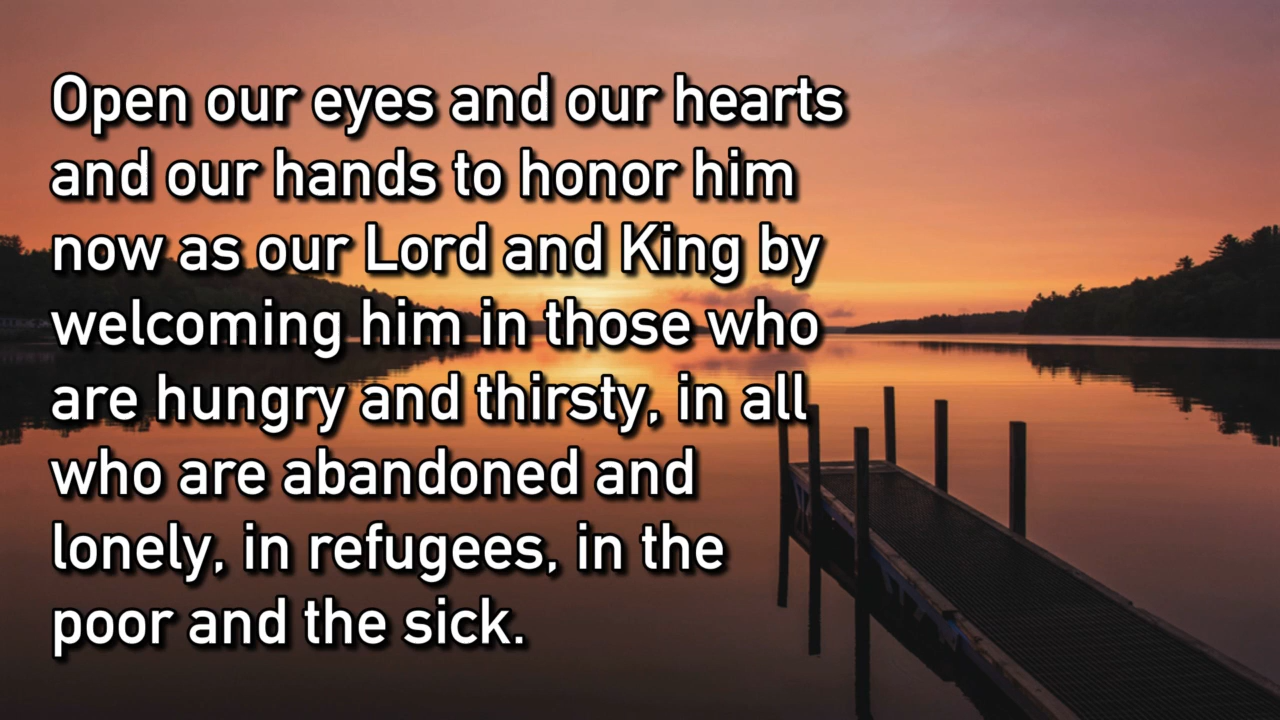 Open our eyes and our hearts
and our hands to honor him
now as our Lord and King by
welcoming him in those who
are hungry and thirsty, in all
who are abandoned and
lonely, in refugees, in the
poor and the sick.